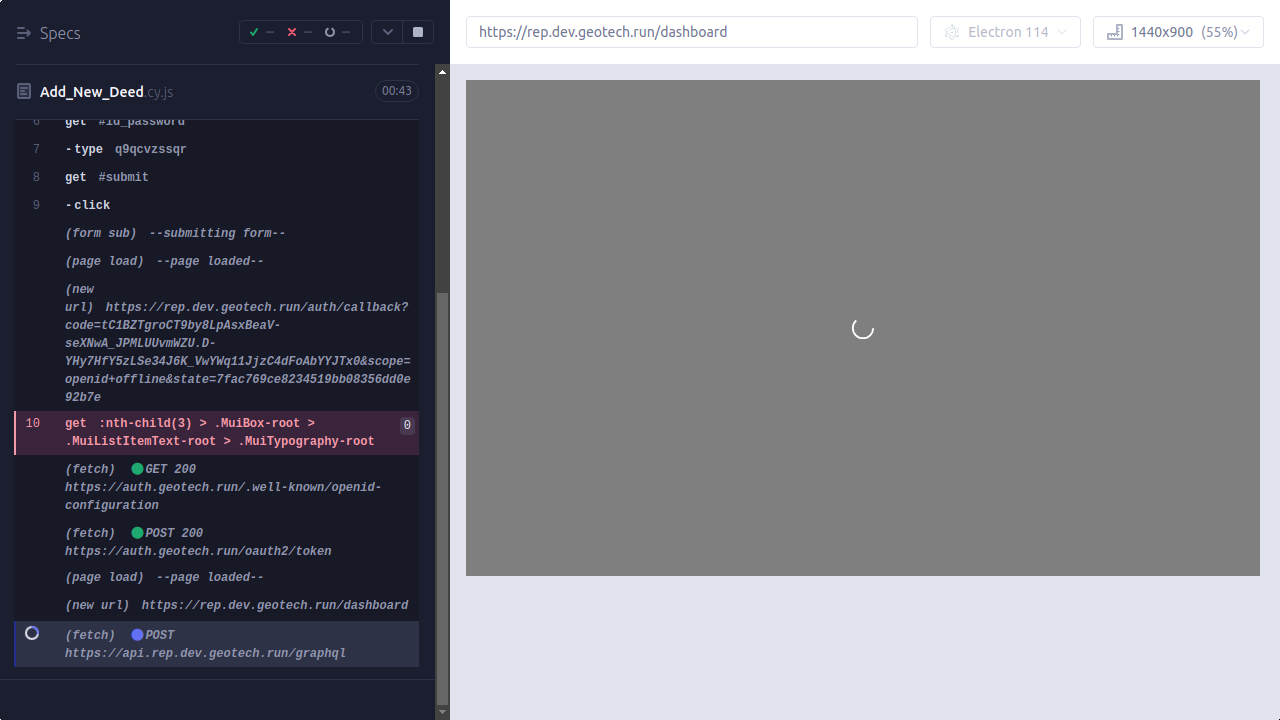 Specs
--
--
--
https://rep.dev.geotech.run/dashboard
Electron 114
1440x900 (55%)
Add_New_Deed.cy.js
00:43
6 get #id_password
7 -type q9qcvzssqr
8 get #submit
9 -click
(form sub) --submitting form--
(page load) --page loaded--
(new
url) https://rep.dev.geotech.run/auth/callback?
code=tC1BZTgroCT9by8LpAsxBeaV-
seXNwA_JPMLUUvmWZU.D-
YHy7HfY5zLSe34J6K_VwYWq11JjzC4dFoAbYYJTx0&scope=
openid+offline&state=7fac769ce8234519bb08356dd0e
92b7e
10 get :nth-child(3) > .MuiBox-root > 0
.MuiListItemText-root > .MuiTypography-root
(fetch) GET 200
https://auth.geotech.run/.well-known/openid-
configuration
(fetch) POST 200
https://auth.geotech.run/oauth2/token
(page load) --page loaded--
(new url) https://rep.dev.geotech.run/dashboard
(fetch) POST
https://api.rep.dev.geotech.run/graphql